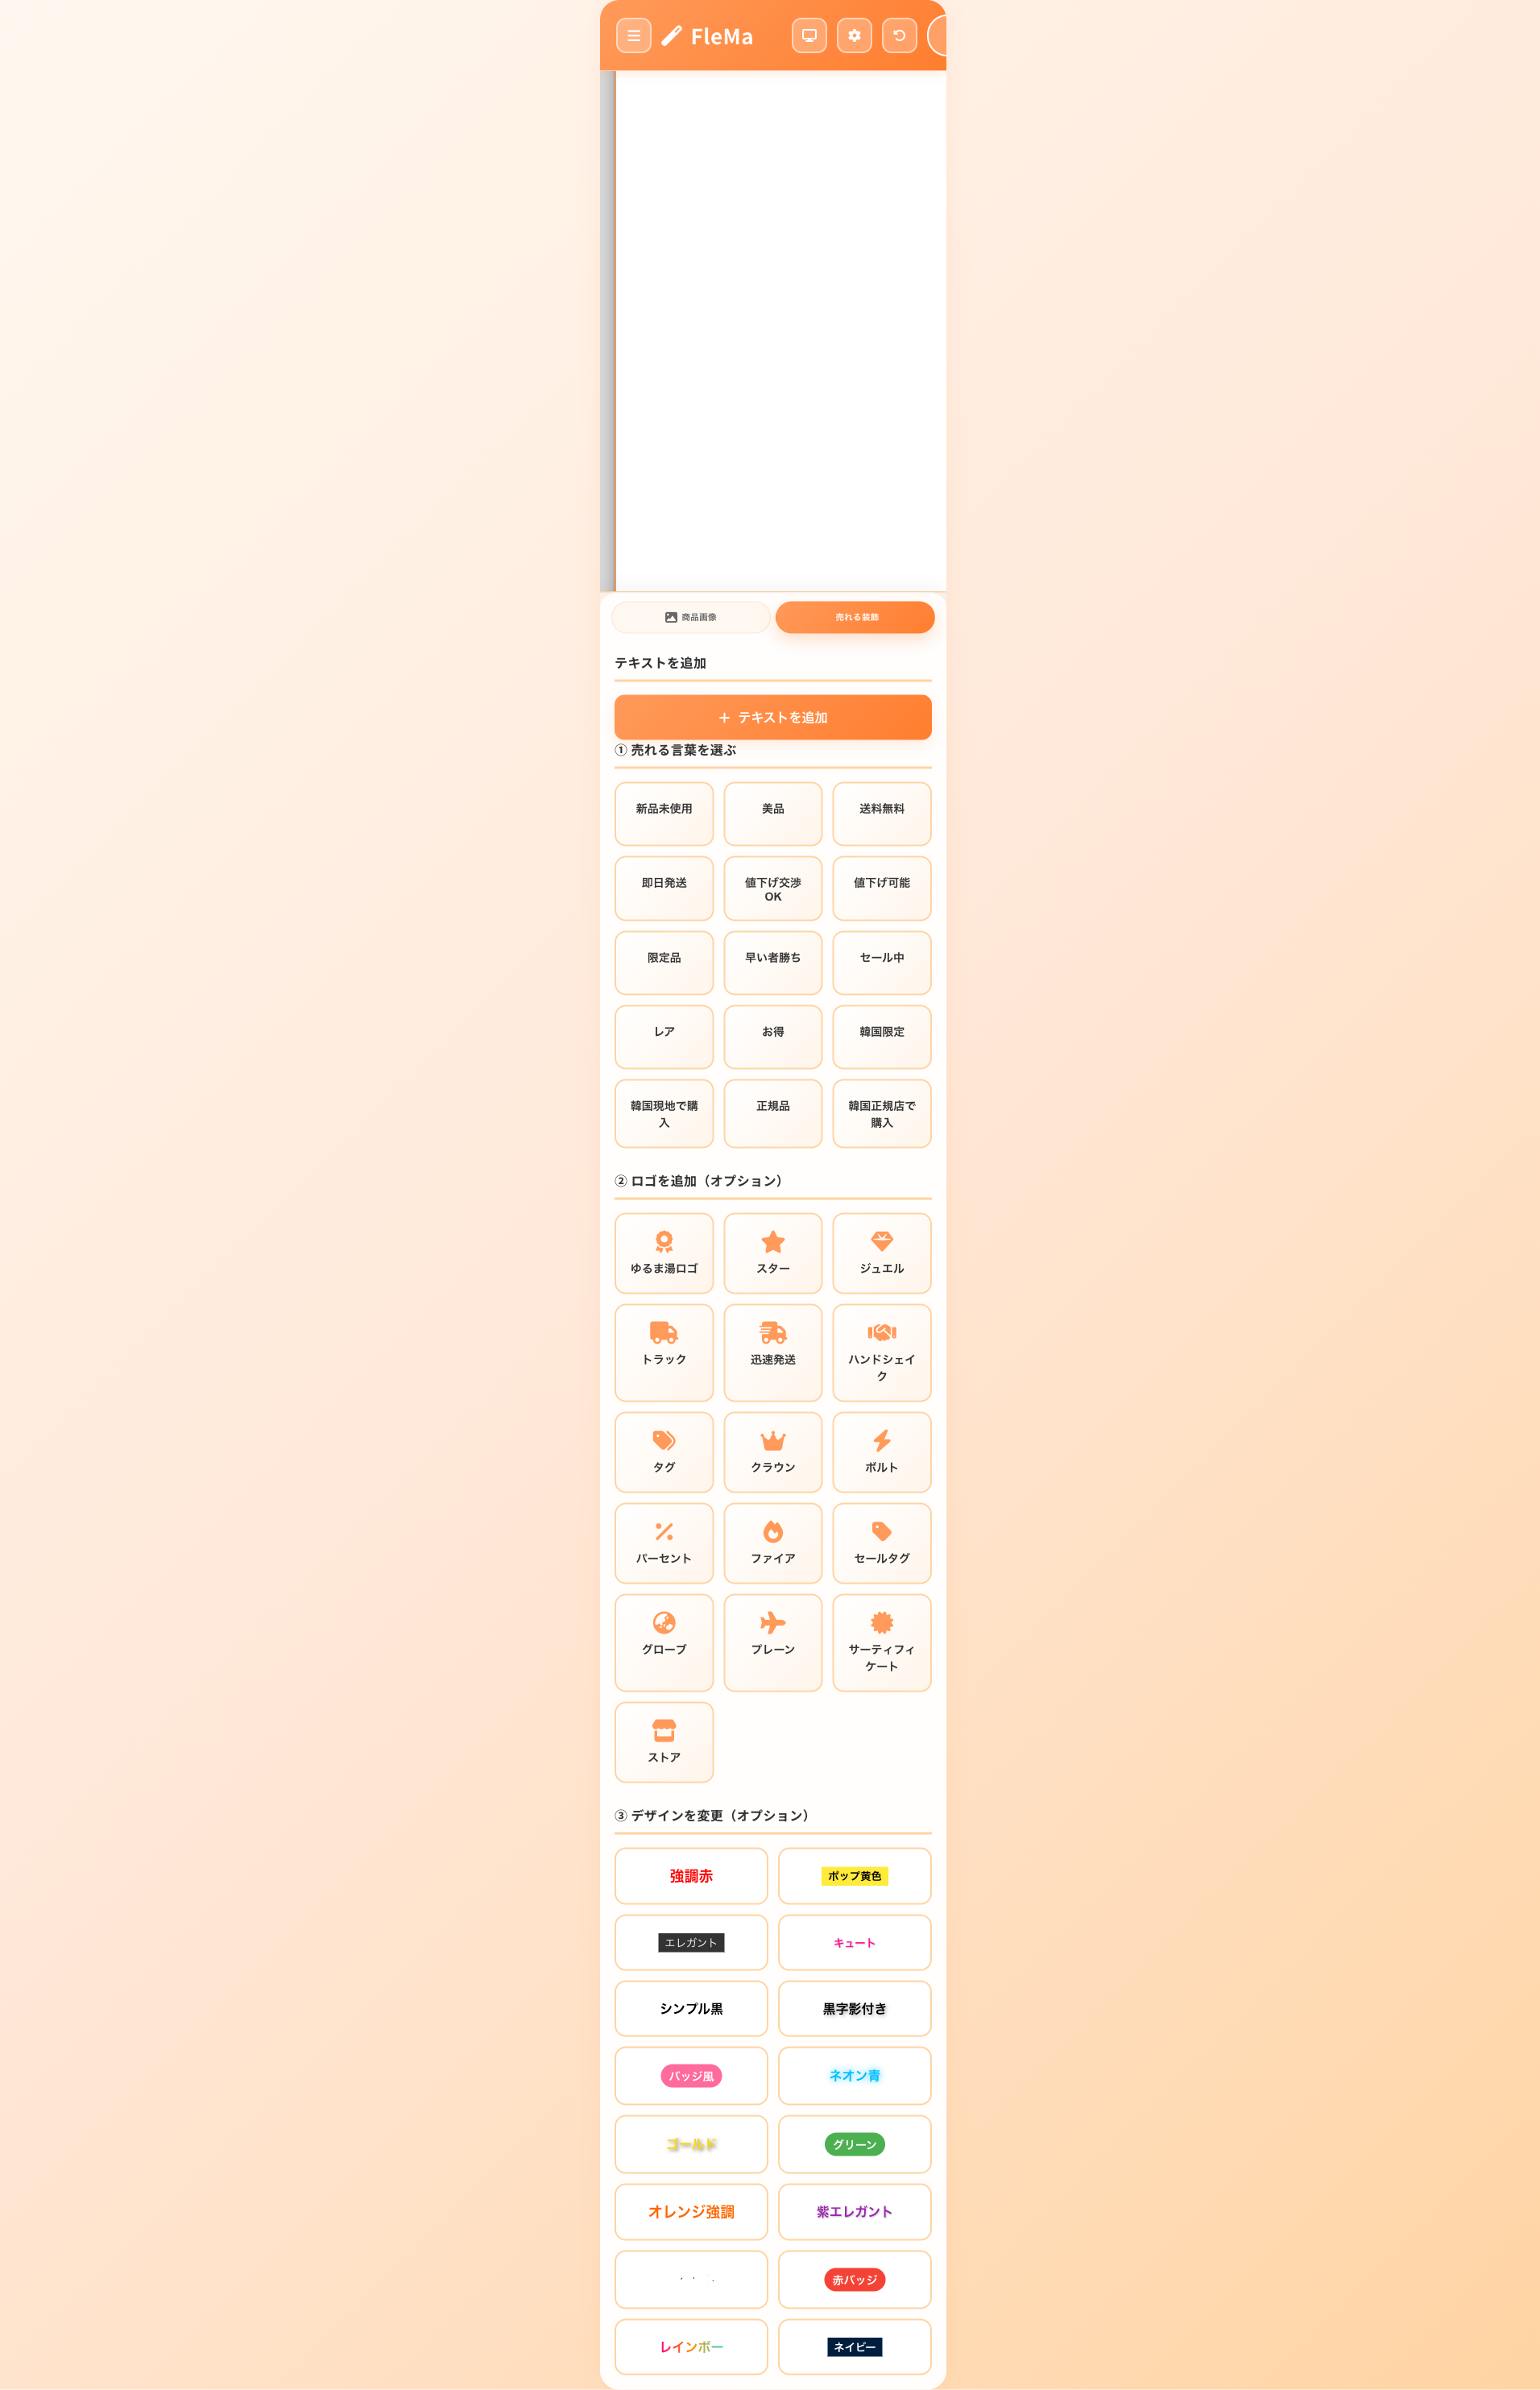 FleMa
商品画像
売れる装飾
テキストを追加
テキストを追加
① 売れる言葉を選ぶ
新品未使用
美品
送料無料
即日発送
値下げ交渉
OK
値下げ可能
限定品
早い者勝ち
セール中
レア
お得
韓国限定
韓国現地で購
入
正規品
韓国正規店で
購入
② ロゴを追加（オプション）
ゆるま湯ロゴ
スター
ジュエル
トラック
迅速発送
ハンドシェイ
ク
タグ
クラウン
ボルト
パーセント
ファイア
セールタグ
グローブ
プレーン
サーティフィ
ケート
ストア
③ デザインを変更（オプション）
強調赤
ポップ黄色
エレガント
キュート
シンプル黒
黒字影付き
バッジ風
ネオン青
ゴールド
グリーン
オレンジ強調
紫エレガント
赤バッジ
レインボー
ネイビー